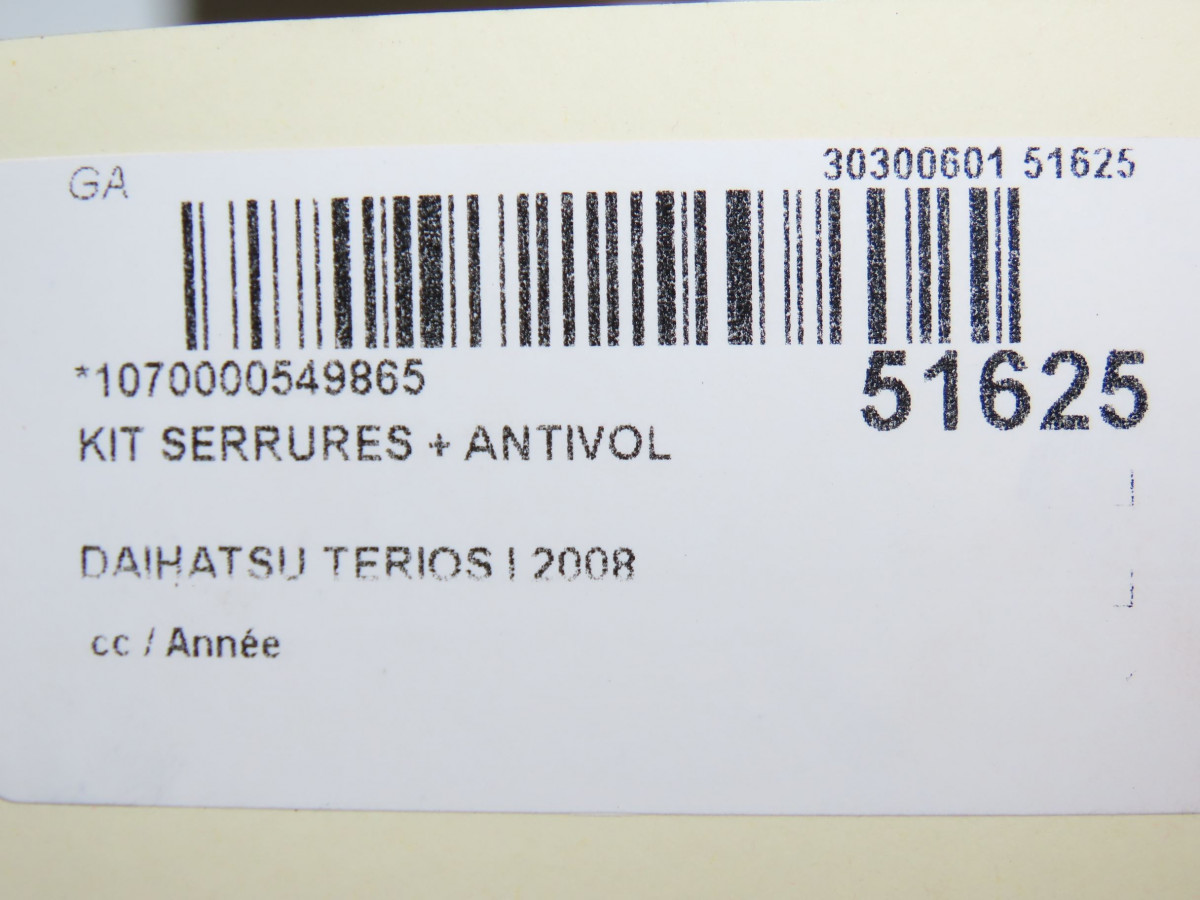 GA
30300601 51625
*1070000549865
51625
KIT SERRURES + ANTIVOL
DAIHATSU TERIOS I 2008
cc / Année